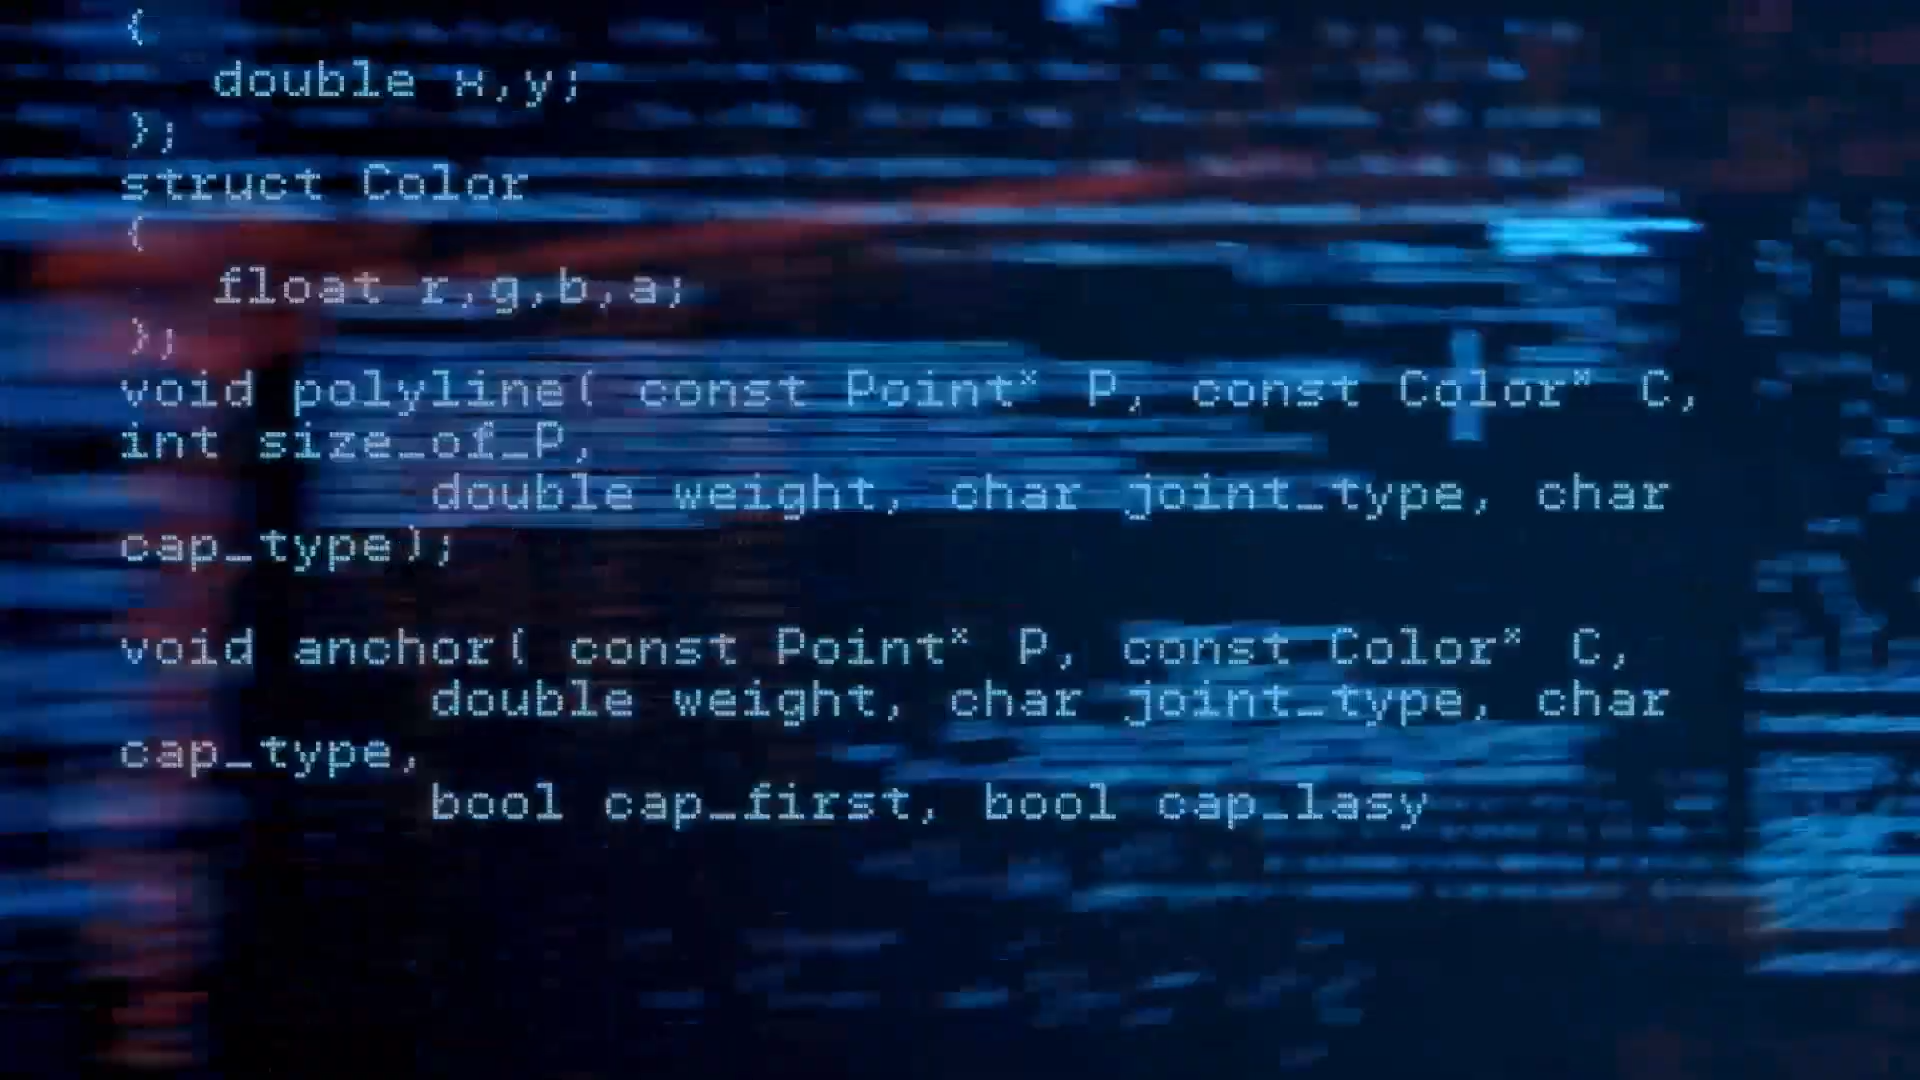 {
double x,y;
};
struct Color
{
float r,g,b,a;
};
void polyline( const Point* P, const Color* C,
int size_of_P,
double weight, char joint_type, char
cap_type);
void anchor( const Point* P, const Color* C,
double weight, char joint_type, char
cap_type,
bool cap_first, bool cap_lasy